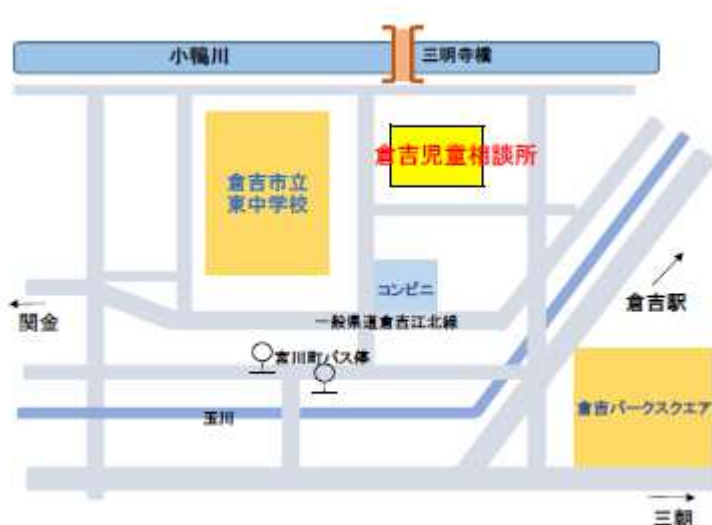 小鴨川
三明寺橋
倉吉児童相談所
倉吉市立
東中学校
コンビニ
倉吉駅
関金
一般県道倉吉江北線
宮川町バス停
倉吉パークスクエア
玉川
三朝